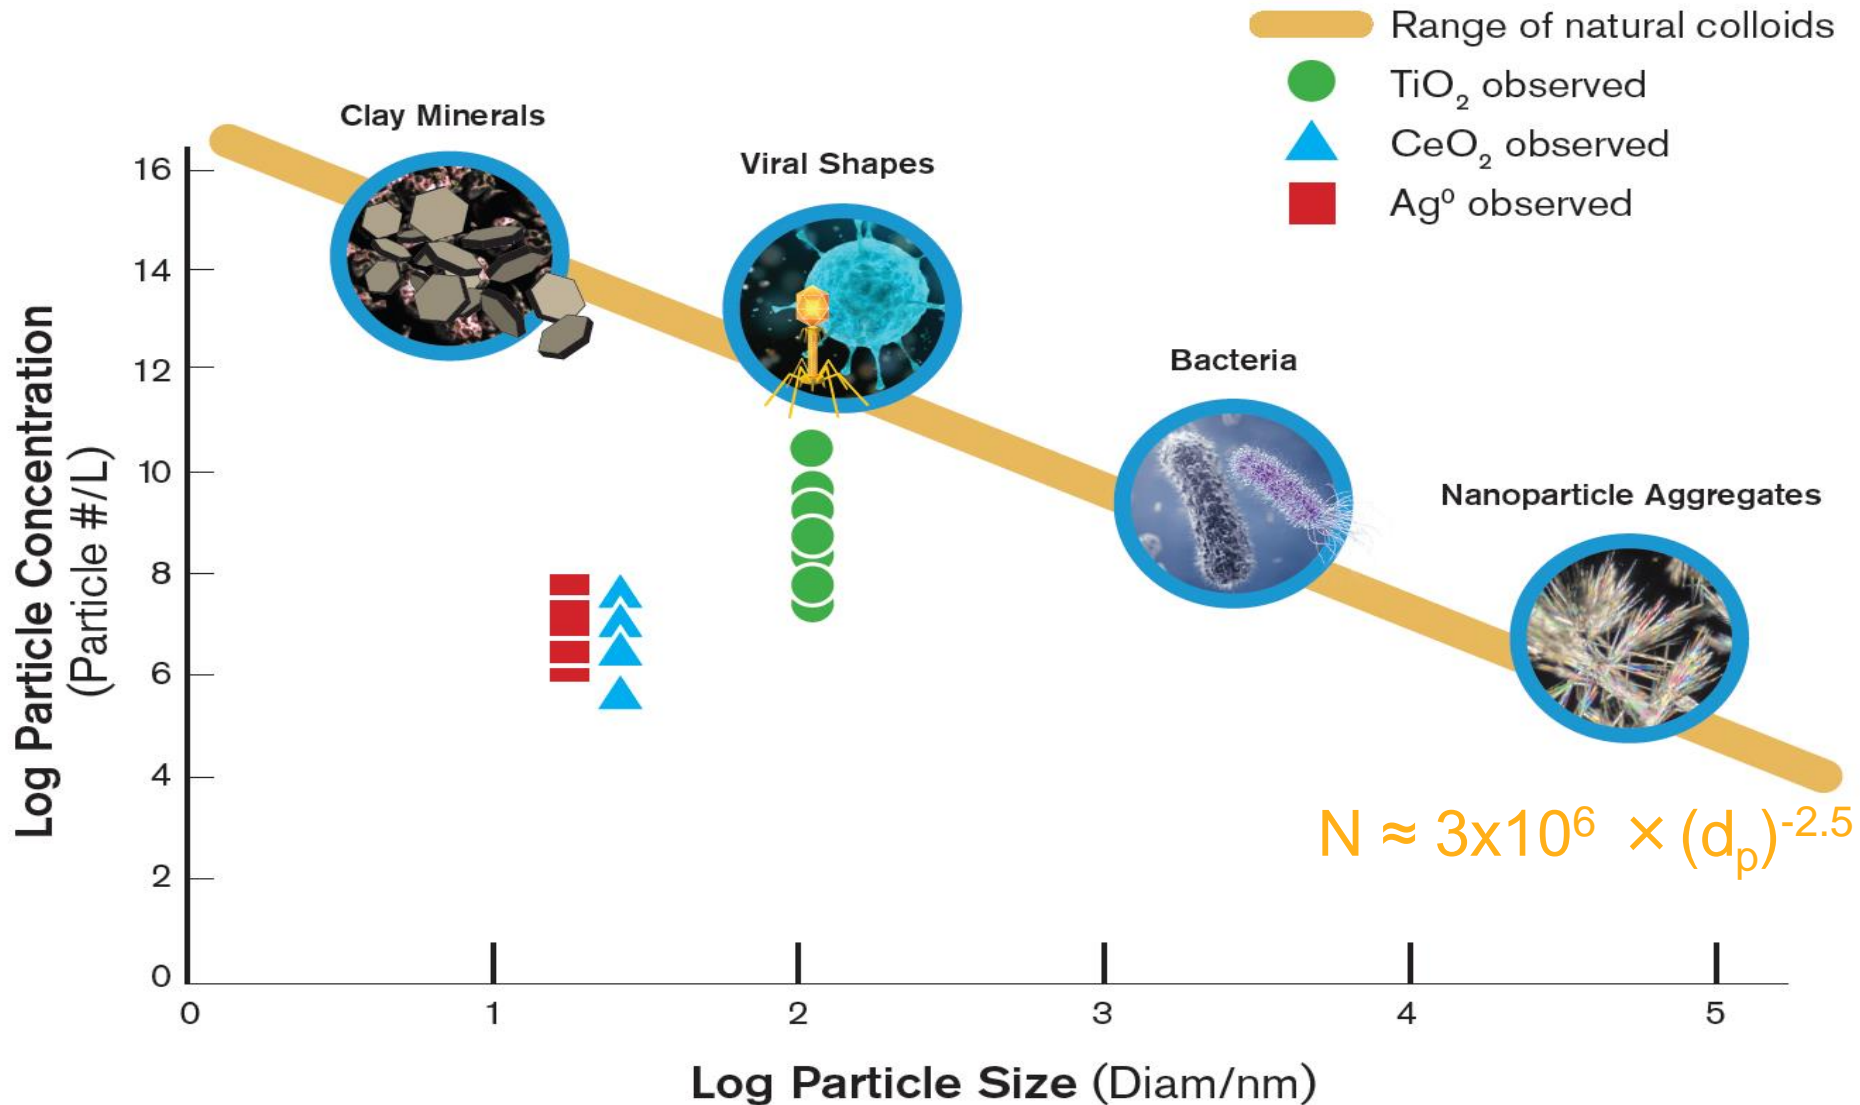 Range of natural colloids
TiO₂ observed
CeO₂ observed
Ag⁰ observed
Clay Minerals
Viral Shapes
Bacteria
Nanoparticle Aggregates
Log Particle Concentration
(Particle #/L)
16
14
12
10
8
6
4
2
0
N ≈ 3x10⁶ × (dₚ)⁻²·⁵
0 1 2 3 4 5
Log Particle Size (Diam/nm)